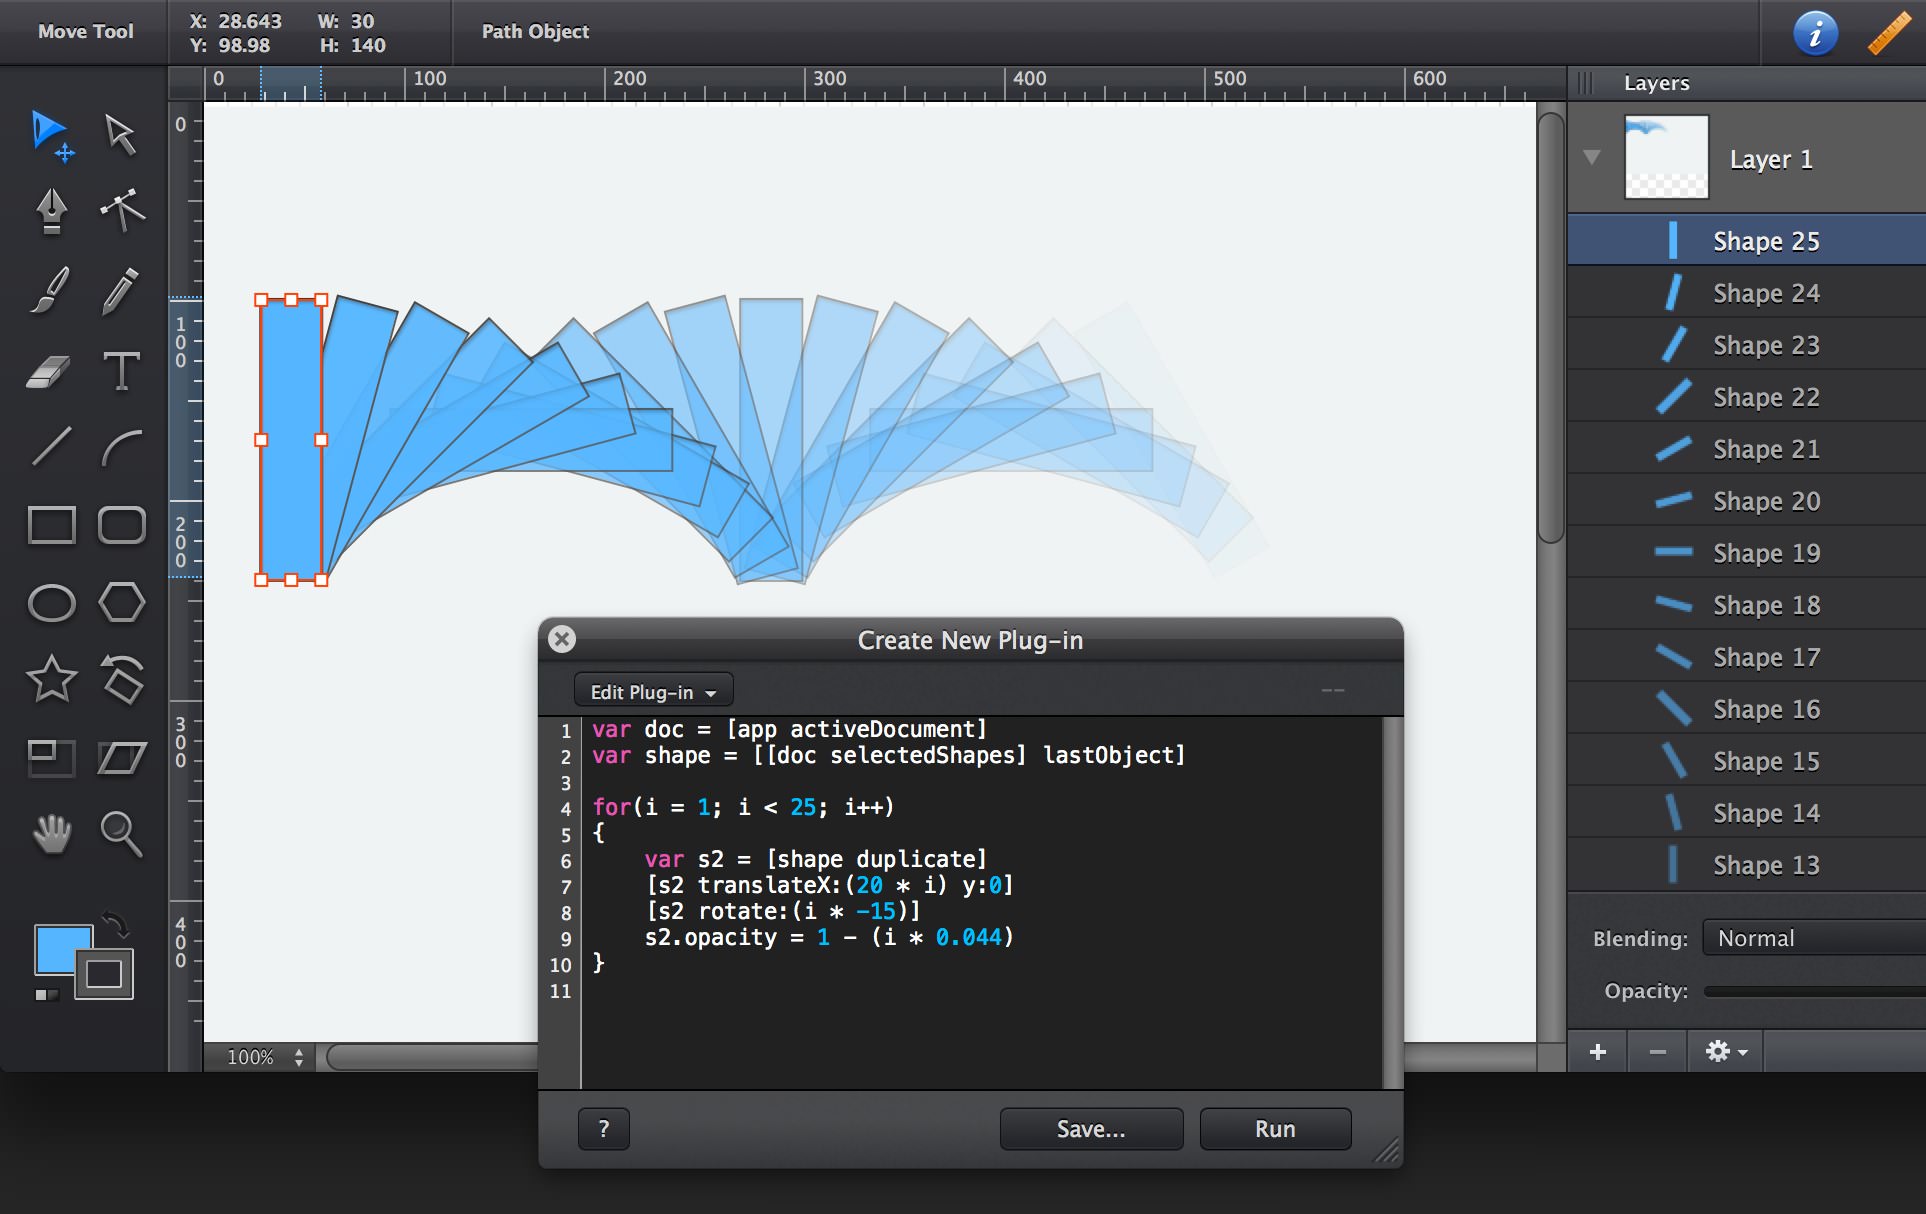 Move Tool
X: 28.643 W: 30
Y: 98.98 H: 140
Path Object
i
0 100 200 300 400 500 600
0
100
200
300
400
Layers
Layer 1
Shape 25
Shape 24
Shape 23
Shape 22
Shape 21
Shape 20
Shape 19
Shape 18
Shape 17
Shape 16
Shape 15
Shape 14
Shape 13
Blending: Normal
Opacity:
T
100%
Create New Plug-in
Edit Plug-in
--
1 var doc = [app activeDocument]
2 var shape = [[doc selectedShapes] lastObject]
3
4 for(i = 1; i < 25; i++)
5 {
6 var s2 = [shape duplicate]
7 [s2 translateX:(20 * i) y:0]
8 [s2 rotate:(i * -15)]
9 s2.opacity = 1 - (i * 0.044)
10 }
11
? Save... Run